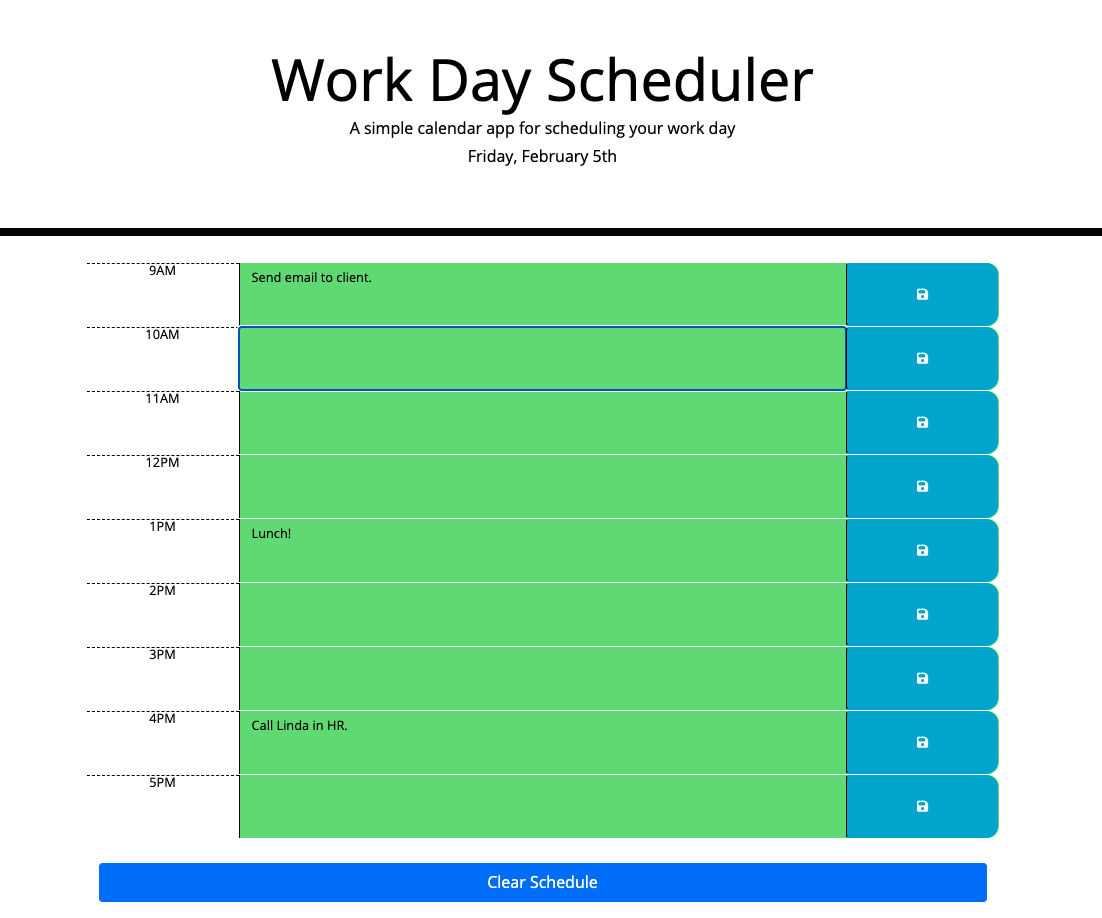 Work Day Scheduler
A simple calendar app for scheduling your work day
Friday, February 5th
9AM
Send email to client.
10AM
11AM
12PM
1PM
Lunch!
2PM
3PM
4PM
Call Linda in HR.
5PM
Clear Schedule